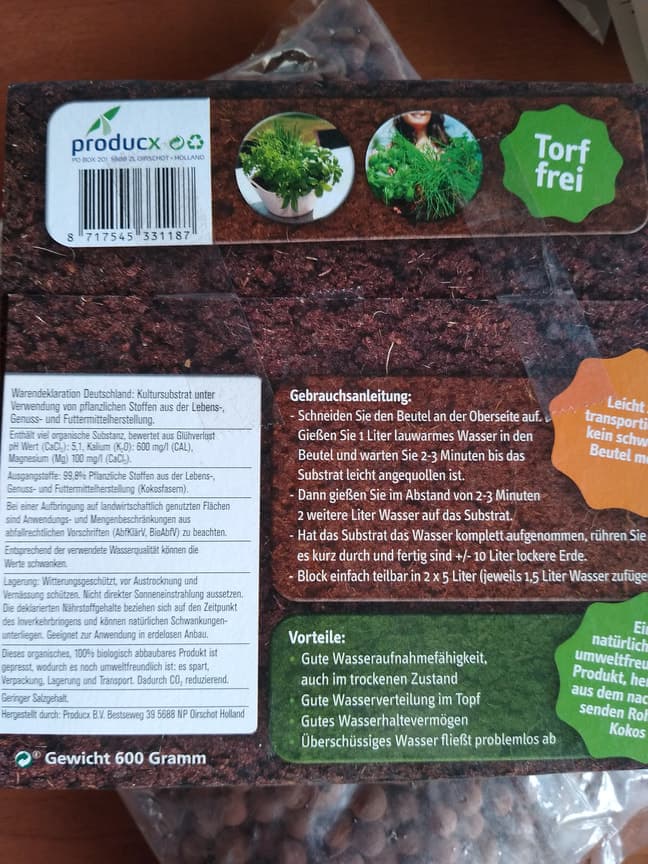 producx
PO BOX 201 5688 ZL OIRSCHOT • HOLLAND
8 717545 331187
Torf
frei
Warendeklaration Deutschland: Kultursubstrat unter
Verwendung von pflanzlichen Stoffen aus der Lebens-,
Genuss- und Futtermittelherstellung.
Enthält viel organische Substanz, bewertet aus Glühverlust
pH Wert (CaCl₂): 5,1, Kalium (K₂O): 600 mg/l (CAL),
Magnesium (Mg) 100 mg/l (CaCl₂).
Ausgangsstoffe: 99,8% Pflanzliche Stoffen aus der Lebens-,
Genuss- und Futtermittelherstellung (Kokosfasern).
Bei einer Aufbringung auf landwirtschaftlich genutzten Flächen
sind Anwendungs- und Mengenbeschränkungen aus
abfallrechtlichen Vorschriften (AbfKlärV, BioAbfV) zu beachten.
Entsprechend der verwendete Wasserqualität können die
Werte schwanken.
Lagerung: Witterungsgeschützt, vor Austrocknung und
Vernässung schützen. Nicht direkter Sonneneinstrahlung aussetzen.
Die deklarierten Nährstoffgehalte beziehen sich auf den Zeitpunkt
des Inverkehrbringens und können natürlichen Schwankungen-
unterliegen. Geeignet zur Anwendung in erdelosen Anbau.
Dieses organisches, 100% biologisch abbaubares Produkt ist
gepresst, wodurch es noch umweltfreundlich ist: es spart,
Verpackung, Lagerung und Transport. Dadurch CO₂ reduzierend.
Geringer Salzgehalt.
Hergestellt durch: Producx B.V. Bestseweg 39 5688 NP Oirschot Holland
Gewicht 600 Gramm
Gebrauchsanleitung:
- Schneiden Sie den Beutel an der Oberseite auf.
Gießen Sie 1 Liter lauwarmes Wasser in den
Beutel und warten Sie 2-3 Minuten bis das
Substrat leicht angequollen ist.
- Dann gießen Sie im Abstand von 2-3 Minuten
2 weitere Liter Wasser auf das Substrat.
- Hat das Substrat das Wasser komplett aufgenommen, rühren Sie
es kurz durch und fertig sind +/- 10 Liter lockere Erde.
- Block einfach teilbar in 2 x 5 Liter (jeweils 1,5 Liter Wasser zufüge
Leicht
transporti
kein schw
Beutel m
Vorteile:
Gute Wasseraufnahmefähigkeit,
auch im trockenen Zustand
Gute Wasserverteilung im Topf
Gutes Wasserhaltevermögen
Überschüssiges Wasser fließt problemlos ab
Ein
natürlich
umweltfreu
Produkt, he
aus dem nac
senden Roh
Kokos